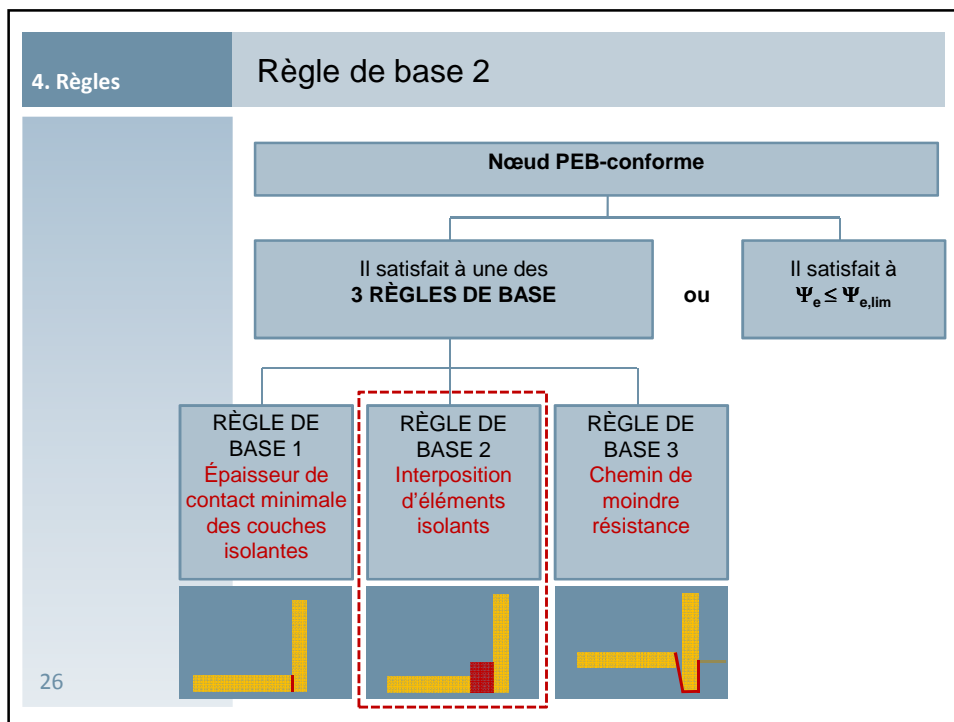 4. Règles
Règle de base 2
Nœud PEB-conforme
Il satisfait à une des
3 RÈGLES DE BASE
ou
Il satisfait à
Ψe ≤ Ψe,lim
RÈGLE DE
BASE 1
Épaisseur de
contact minimale
des couches
isolantes
RÈGLE DE
BASE 2
Interposition
d'éléments
isolants
RÈGLE DE
BASE 3
Chemin de
moindre
résistance
26